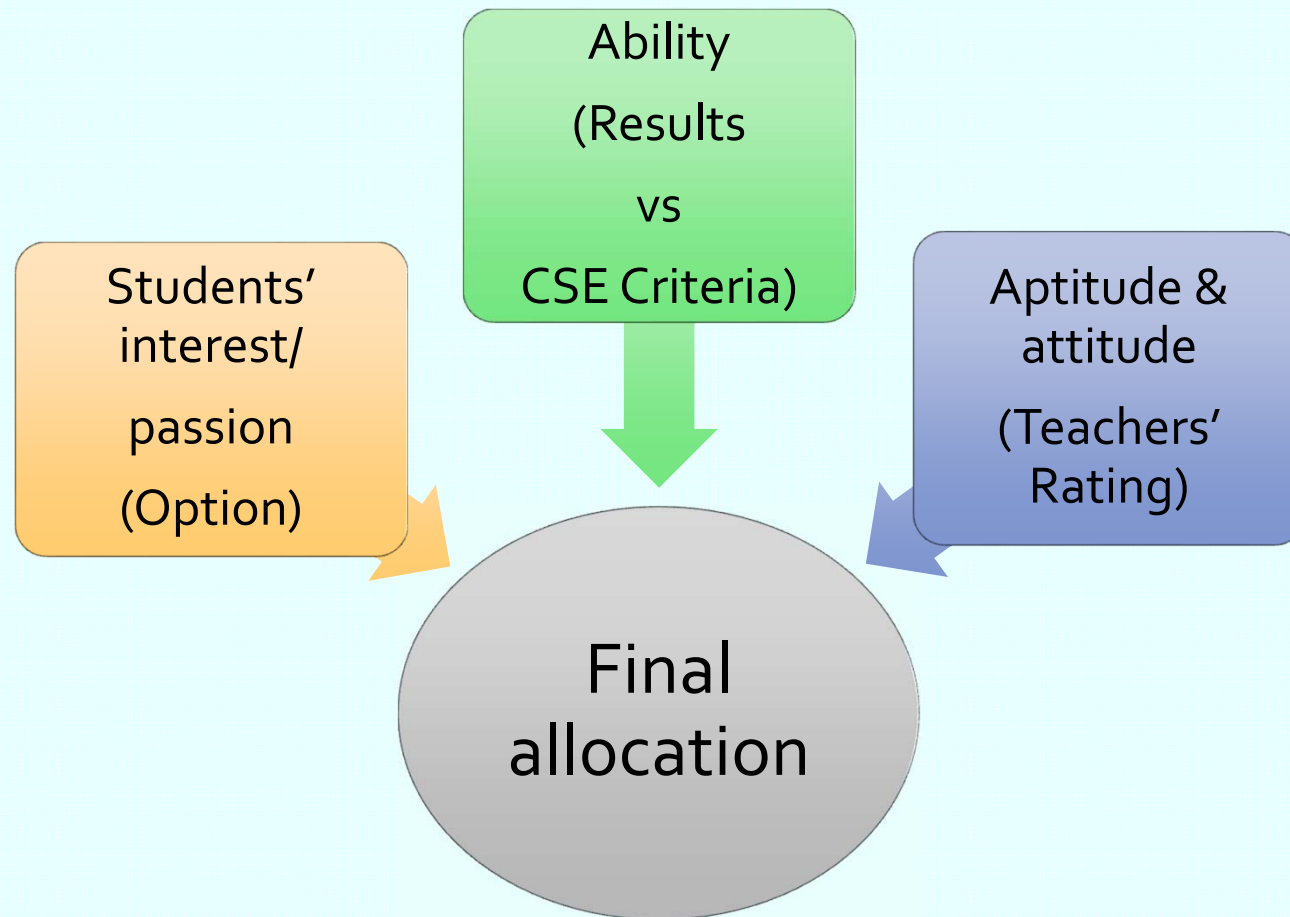 Ability
(Results
vs
CSE Criteria)
Students’
interest/
passion
(Option)
Aptitude &
attitude
(Teachers’
Rating)
Final
allocation